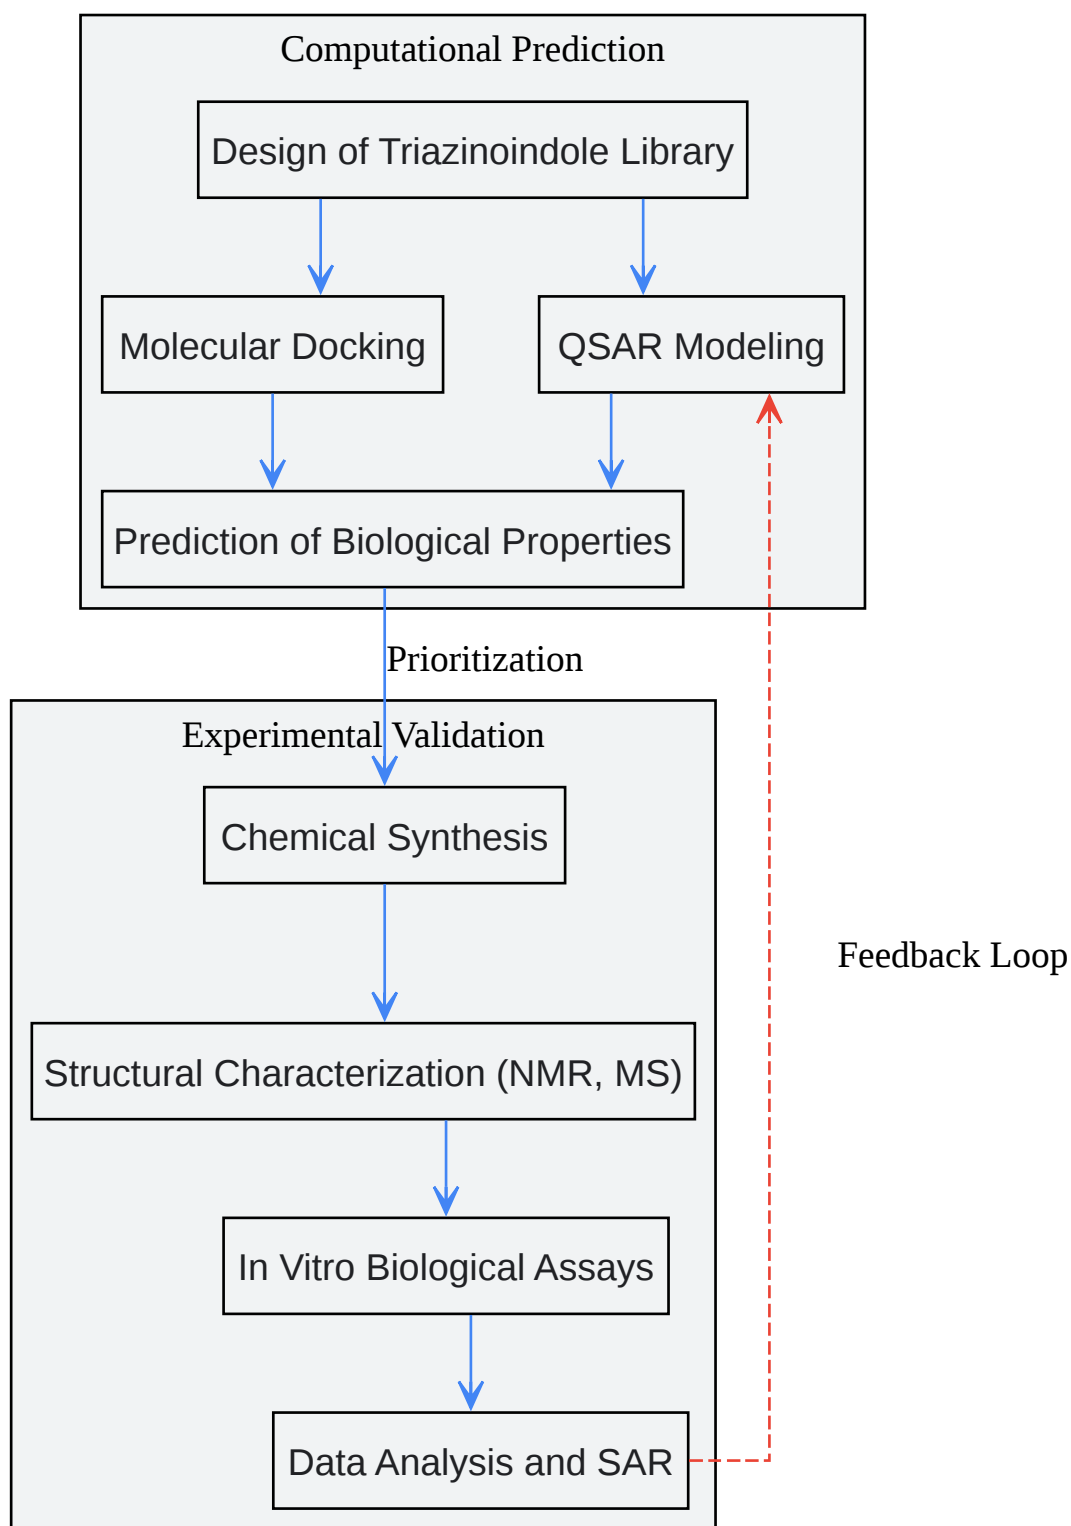 Computational Prediction
Design of Triazinoindole Library
Molecular Docking
QSAR Modeling
Prediction of Biological Properties
Prioritization
Experimental Validation
Chemical Synthesis
Feedback Loop
Structural Characterization (NMR, MS)
In Vitro Biological Assays
Data Analysis and SAR